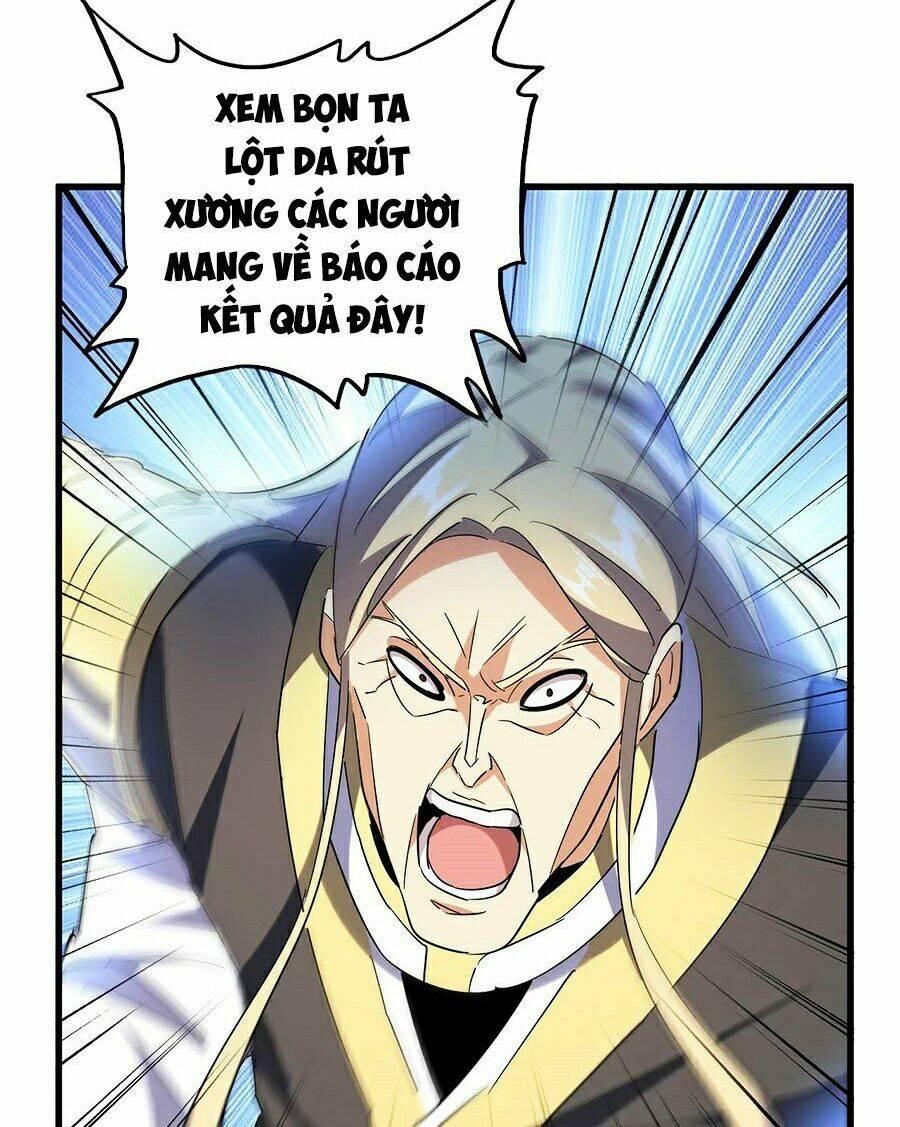 XEM BỌN TA
LỘT DA RÚT
XƯƠNG CÁC NGƯƠI
MANG VỀ BÁO CÁO
KẾT QUẢ ĐÂY!